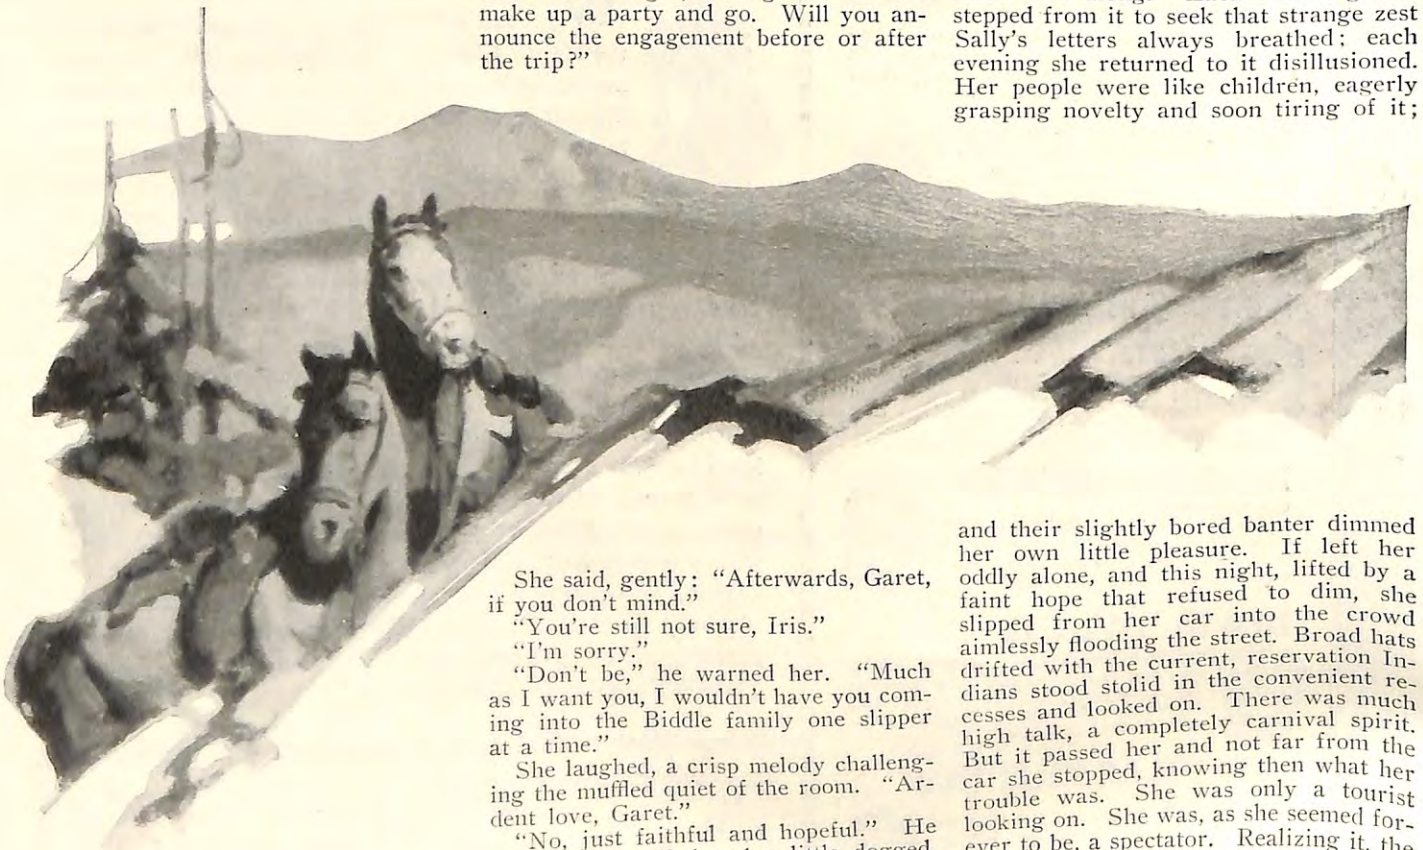 make up a party and go. Will you an-
nounce the engagement before or after
the trip?"
She said, gently: "Afterwards, Garet,
if you don't mind."
"You're still not sure, Iris."
"I'm sorry."
"Don't be," he warned her. "Much
as I want you, I wouldn't have you com-
ing into the Biddle family one slipper
at a time."
She laughed, a crisp melody challeng-
ing the muffled quiet of the room. "Ar-
dent love, Garet."
"No, just faithful and hopeful." He
little dogged
stepped from it to seek that strange zest
Sally's letters always breathed; each
evening she returned to it disillusioned.
Her people were like children, eagerly
grasping novelty and soon tiring of it;
and their slightly bored banter dimmed
her own little pleasure. If left her
oddly alone, and this night, lifted by a
faint hope that refused to dim, she
slipped from her car into the crowd
aimlessly flooding the street. Broad hats
drifted with the current, reservation In-
dians stood stolid in the convenient re-
cesses and looked on. There was much
high talk, a completely carnival spirit.
But it passed her and not far from the
car she stopped, knowing then what her
trouble was. She was only a tourist
looking on. She was, as she seemed for-
ever to be, a spectator. Realizing it, the